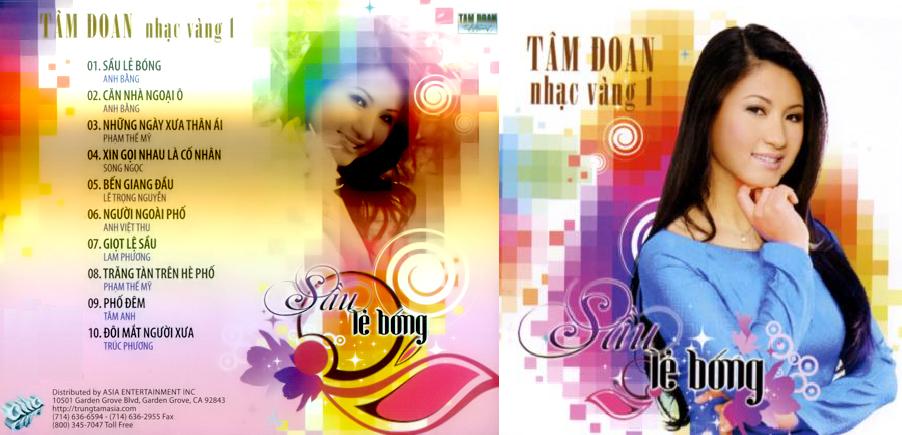 TÂM ĐOAN nhạc vàng 1
TÂM ĐOAN
01. SẦU LẺ BÓNG
ANH BẰNG
02. CĂN NHÀ NGOẠI Ô
ANH BẰNG
03. NHỮNG NGÀY XƯA THÂN ÁI
PHẠM THẾ MỸ
04. XIN GỌI NHAU LÀ CỐ NHÂN
SONG NGỌC
05. BẾN GIANG ĐẦU
LÊ TRỌNG NGUYỄN
06. NGƯỜI NGOÀI PHỐ
ANH VIỆT THU
07. GIỌT LỆ SẦU
LAM PHƯƠNG
08. TRĂNG TÀN TRÊN HÈ PHỐ
PHẠM THẾ MỸ
09. PHỐ ĐÊM
TÂM ANH
10. ĐÔI MẮT NGƯỜI XƯA
TRÚC PHƯƠNG
Sầu
lẻ bóng
asia
Distributed by ASIA ENTERTAINMENT INC
10501 Garden Grove Blvd, Garden Grove, CA 92843
http://trungtamasia.com
(714) 636-6594 - (714) 636-2955 Fax
(800) 345-7047 Toll Free
TÂM ĐOAN
nhạc vàng 1
Sầu
lẻ bóng